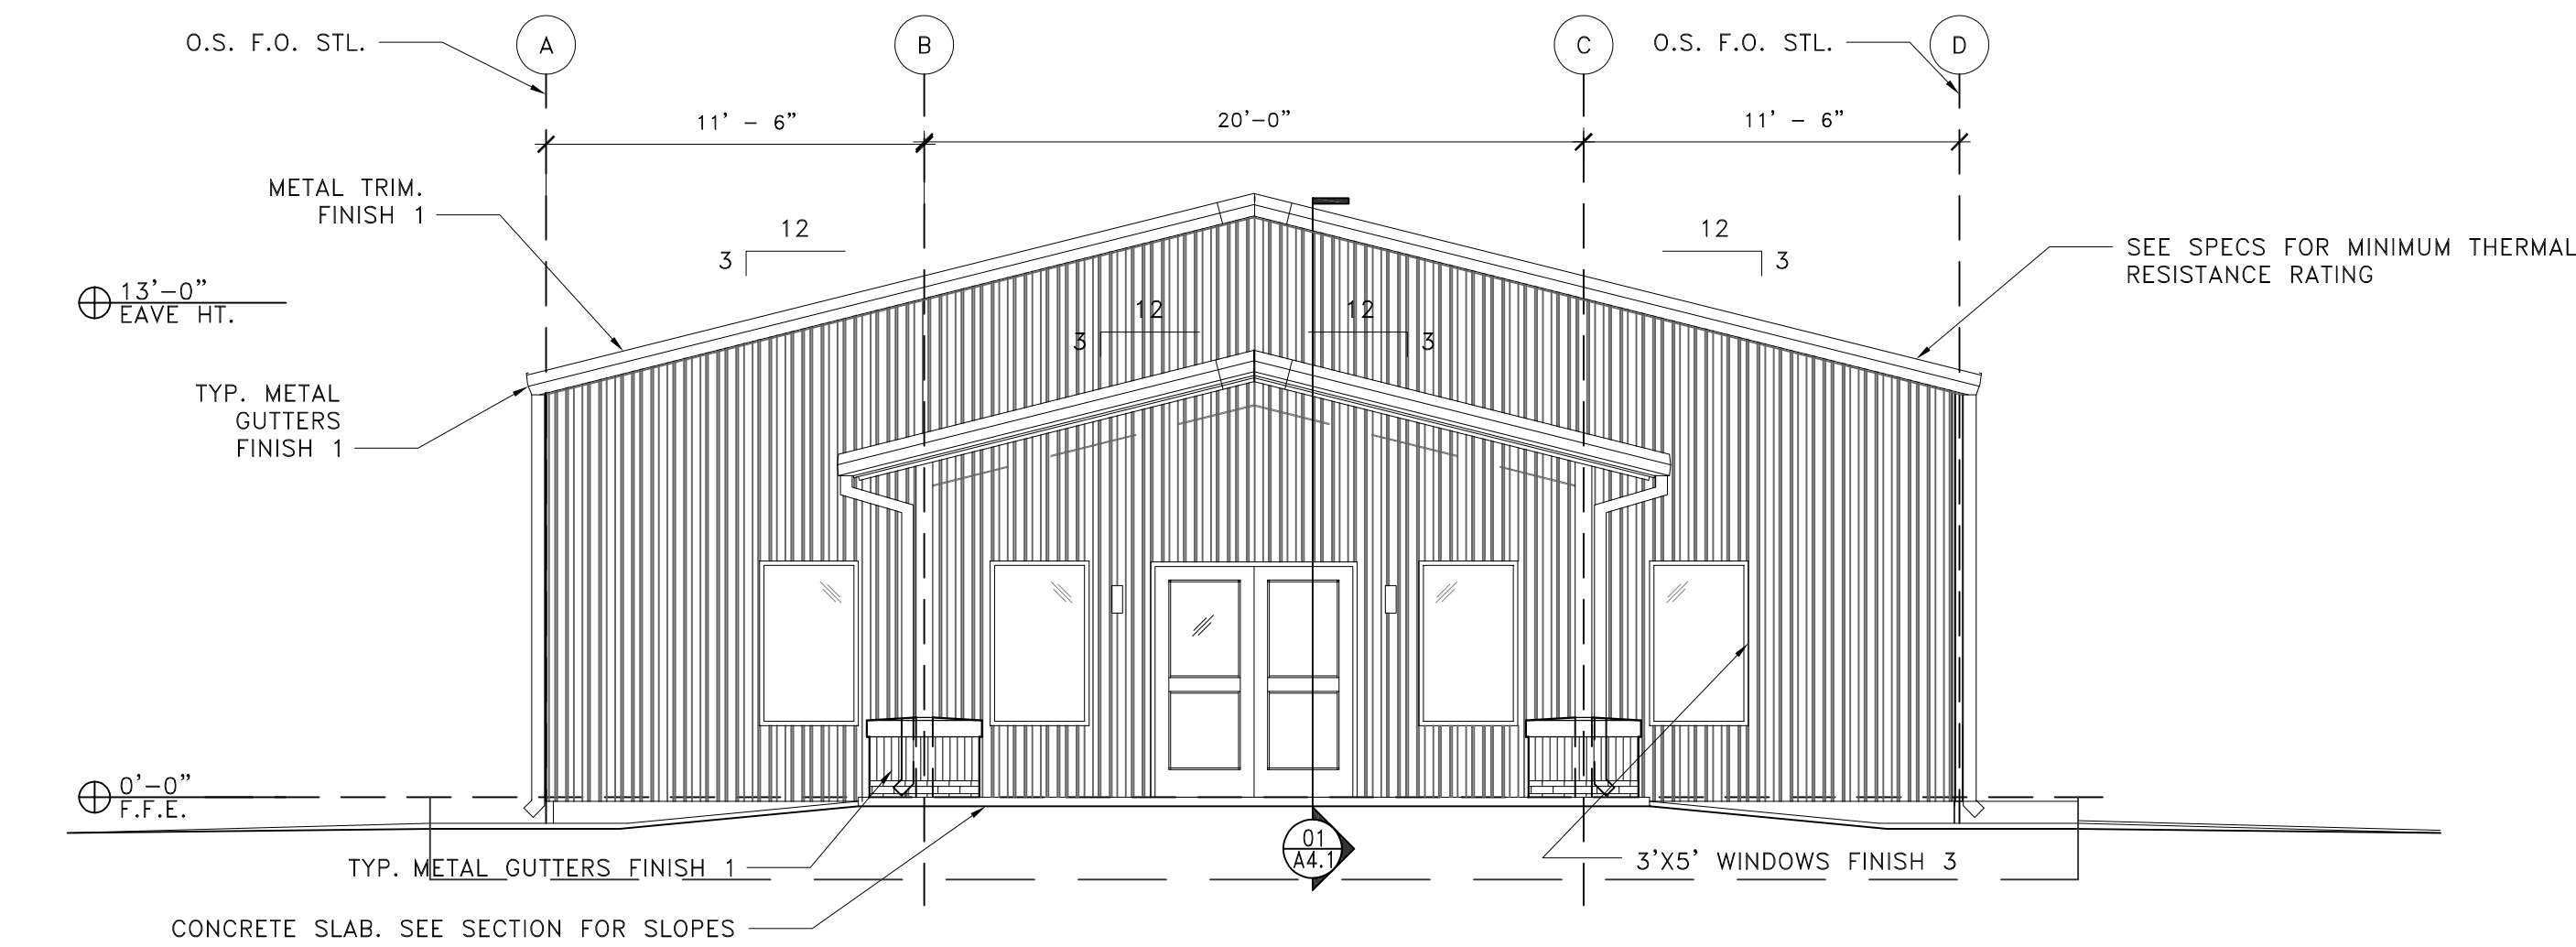 A
B
C
D
O.S. F.O. STL.
O.S. F.O. STL.
11' - 6"
20'-0"
11' - 6"
METAL TRIM.
FINISH 1
12
3
12
3
SEE SPECS FOR MINIMUM THERMAL
RESISTANCE RATING
13'-0"
EAVE HT.
12
3
12
3
TYP. METAL
GUTTERS
FINISH 1
0'-0"
F.F.E.
01
A4.1
TYP. METAL GUTTERS FINISH 1
3'X5' WINDOWS FINISH 3
CONCRETE SLAB. SEE SECTION FOR SLOPES